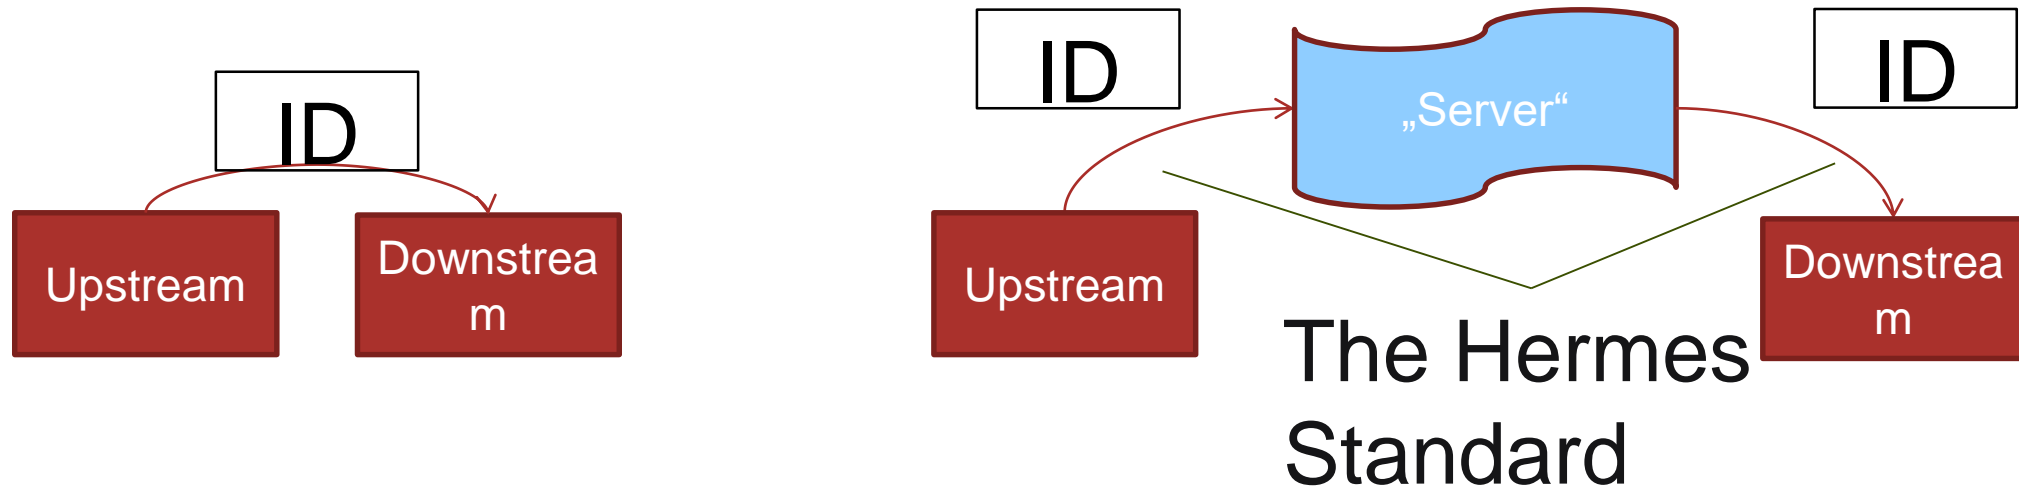 ID
Upstream
Downstrea
m
ID
„Server“
ID
Upstream
Downstrea
m
The Hermes
Standard